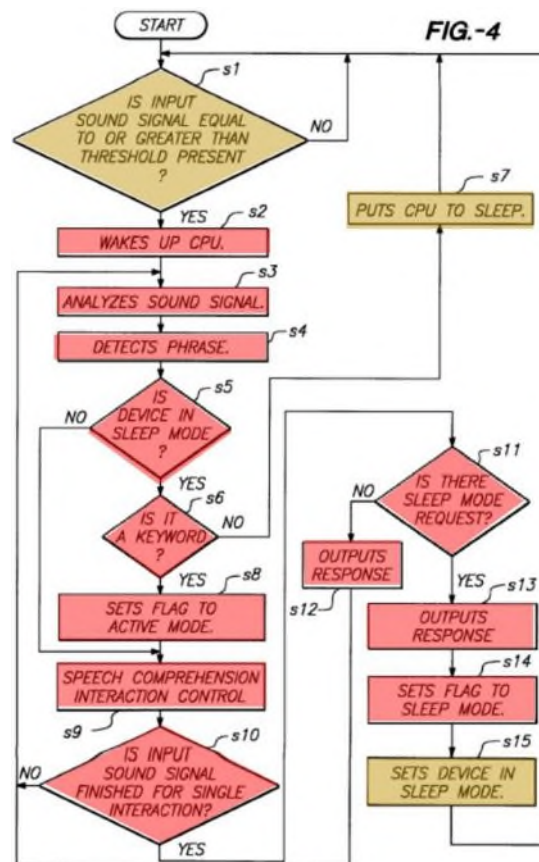 START
FIG.-4
s1
IS INPUT
SOUND SIGNAL EQUAL
TO OR GREATER THAN
THRESHOLD PRESENT
?
NO
YES
s2
WAKES UP CPU.
s3
ANALYZES SOUND SIGNAL.
s4
DETECTS PHRASE.
s5
IS
DEVICE IN
SLEEP MODE
?
NO
YES
s6
IS IT
A KEYWORD
?
NO
YES
s7
PUTS CPU TO SLEEP.
s8
SETS FLAG TO
ACTIVE MODE.
SPEECH COMPREHENSION
INTERACTION CONTROL
s9
s10
IS INPUT
SOUND SIGNAL
FINISHED FOR SINGLE
INTERACTION?
NO
YES
s11
IS THERE
SLEEP MODE
REQUEST?
NO
YES
OUTPUTS
RESPONSE
s12
s13
OUTPUTS
RESPONSE
s14
SETS FLAG TO
SLEEP MODE.
s15
SETS DEVICE IN
SLEEP MODE.